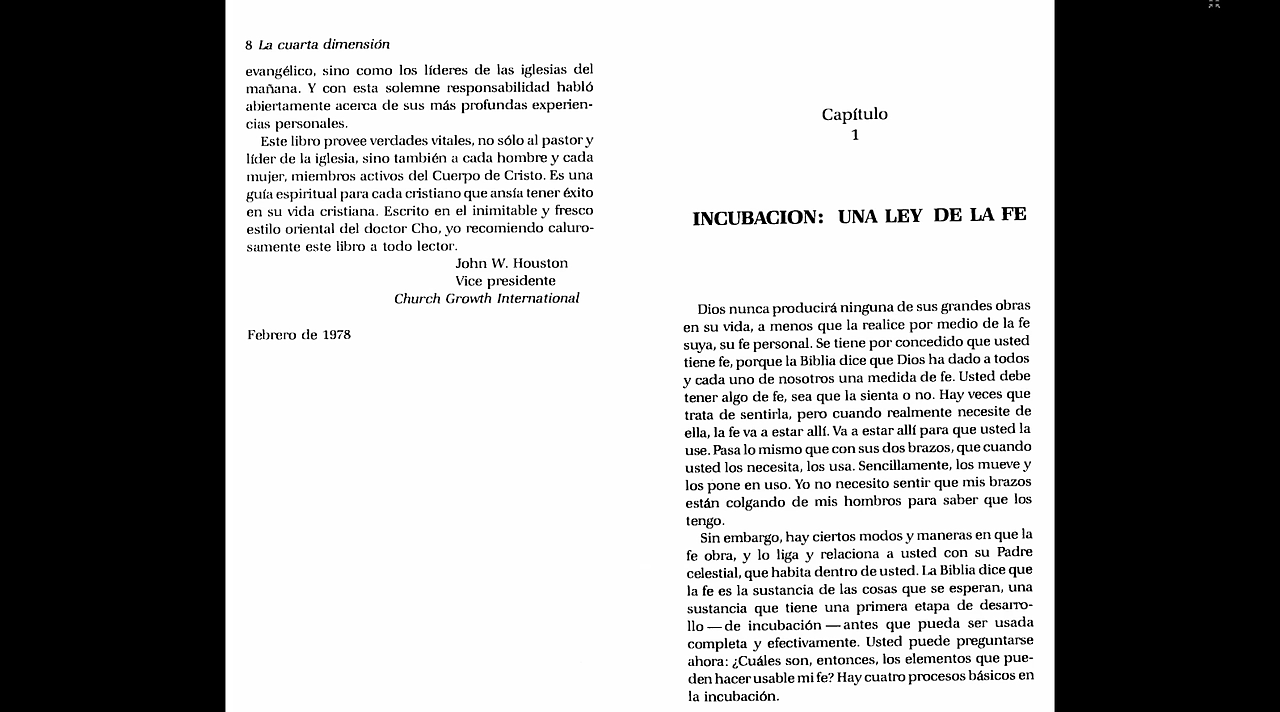 8 La cuarta dimensión
evangélico, sino como los líderes de las iglesias del
mañana. Y con esta solemne responsabilidad habló
abiertamente acerca de sus más profundas experien-
cias personales.
Este libro provee verdades vitales, no sólo al pastor y
líder de la iglesia, sino también a cada hombre y cada
mujer, miembros activos del Cuerpo de Cristo. Es una
guía espiritual para cada cristiano que ansía tener éxito
en su vida cristiana. Escrito en el inimitable y fresco
estilo oriental del doctor Cho, yo recomiendo caluro-
samente este libro a todo lector.
John W. Houston
Vice presidente
Church Growth International
Febrero de 1978
Capítulo
1
INCUBACION: UNA LEY DE LA FE
Dios nunca producirá ninguna de sus grandes obras
en su vida, a menos que la realice por medio de la fe
suya, su fe personal. Se tiene por concedido que usted
tiene fe, porque la Biblia dice que Dios ha dado a todos
y cada uno de nosotros una medida de fe. Usted debe
tener algo de fe, sea que la sienta o no. Hay veces que
trata de sentirla, pero cuando realmente necesite de
ella, la fe va a estar allí. Va a estar allí para que usted la
use. Pasa lo mismo que con sus dos brazos, que cuando
usted los necesita, los usa. Sencillamente, los mueve y
los pone en uso. Yo no necesito sentir que mis brazos
están colgando de mis hombros para saber que los
tengo.
Sin embargo, hay ciertos modos y maneras en que la
fe obra, y lo liga y relaciona a usted con su Padre
celestial, que habita dentro de usted. La Biblia dice que
la fe es la sustancia de las cosas que se esperan, una
sustancia que tiene una primera etapa de desarro-
llo — de incubación — antes que pueda ser usada
completa y efectivamente. Usted puede preguntarse
ahora: ¿Cuáles son, entonces, los elementos que pue-
den hacer usable mi fe? Hay cuatro procesos básicos en
la incubación.